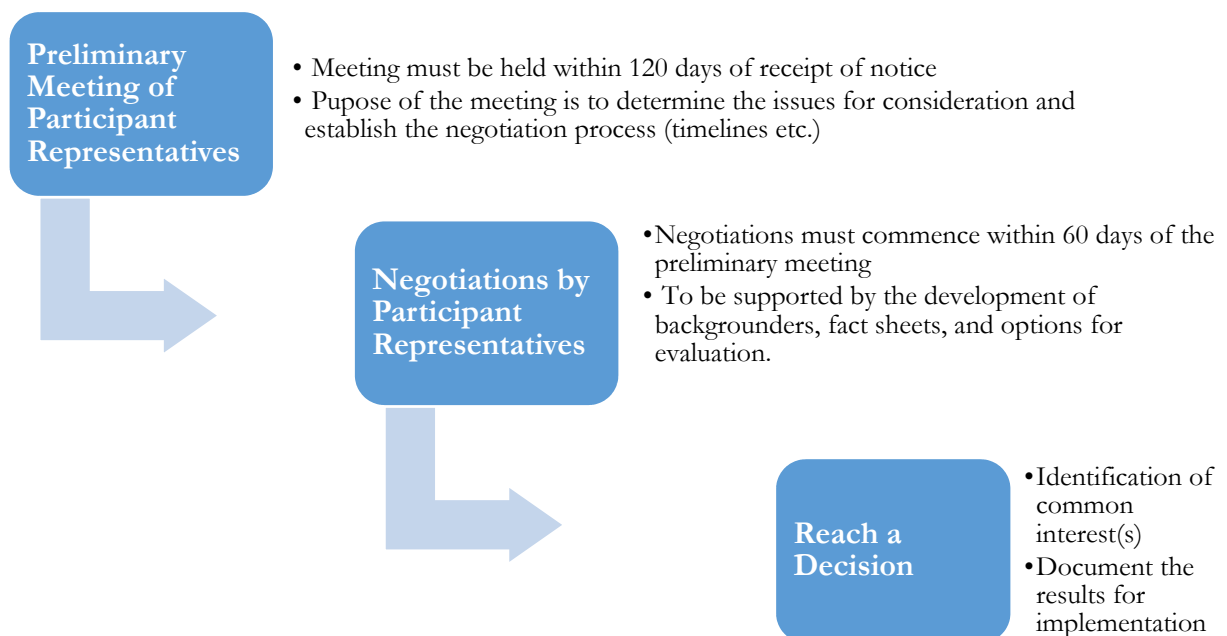 Preliminary
Meeting of
Participant
Representatives
• Meeting must be held within 120 days of receipt of notice
• Pupose of the meeting is to determine the issues for consideration and
establish the negotiation process (timelines etc.)
Negotiations by
Participant
Representatives
•Negotiations must commence within 60 days of the
preliminary meeting
• To be supported by the development of
backgrounders, fact sheets, and options for
evaluation.
Reach a
Decision
•Identification of
common
interest(s)
•Document the
results for
implementation